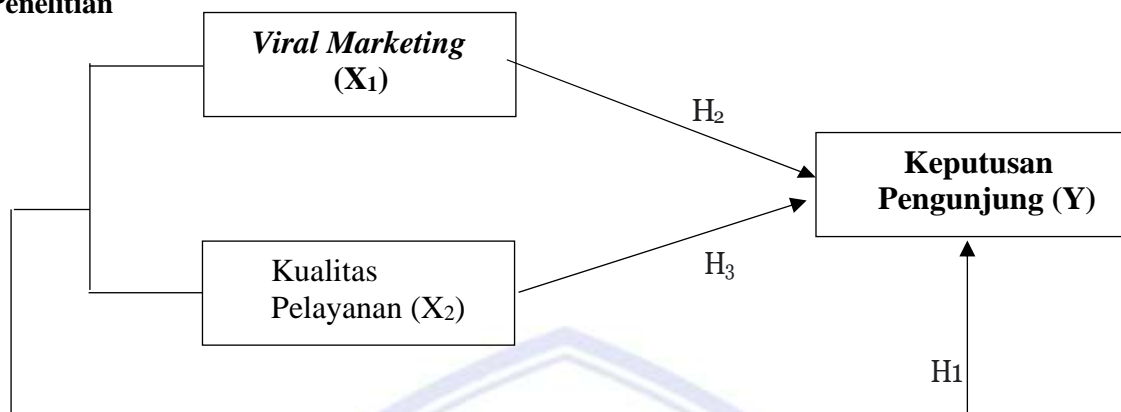 Penelitian
Viral Marketing
(X₁)
H₂
Keputusan
Pengunjung (Y)
Kualitas
Pelayanan (X₂)
H₃
H1